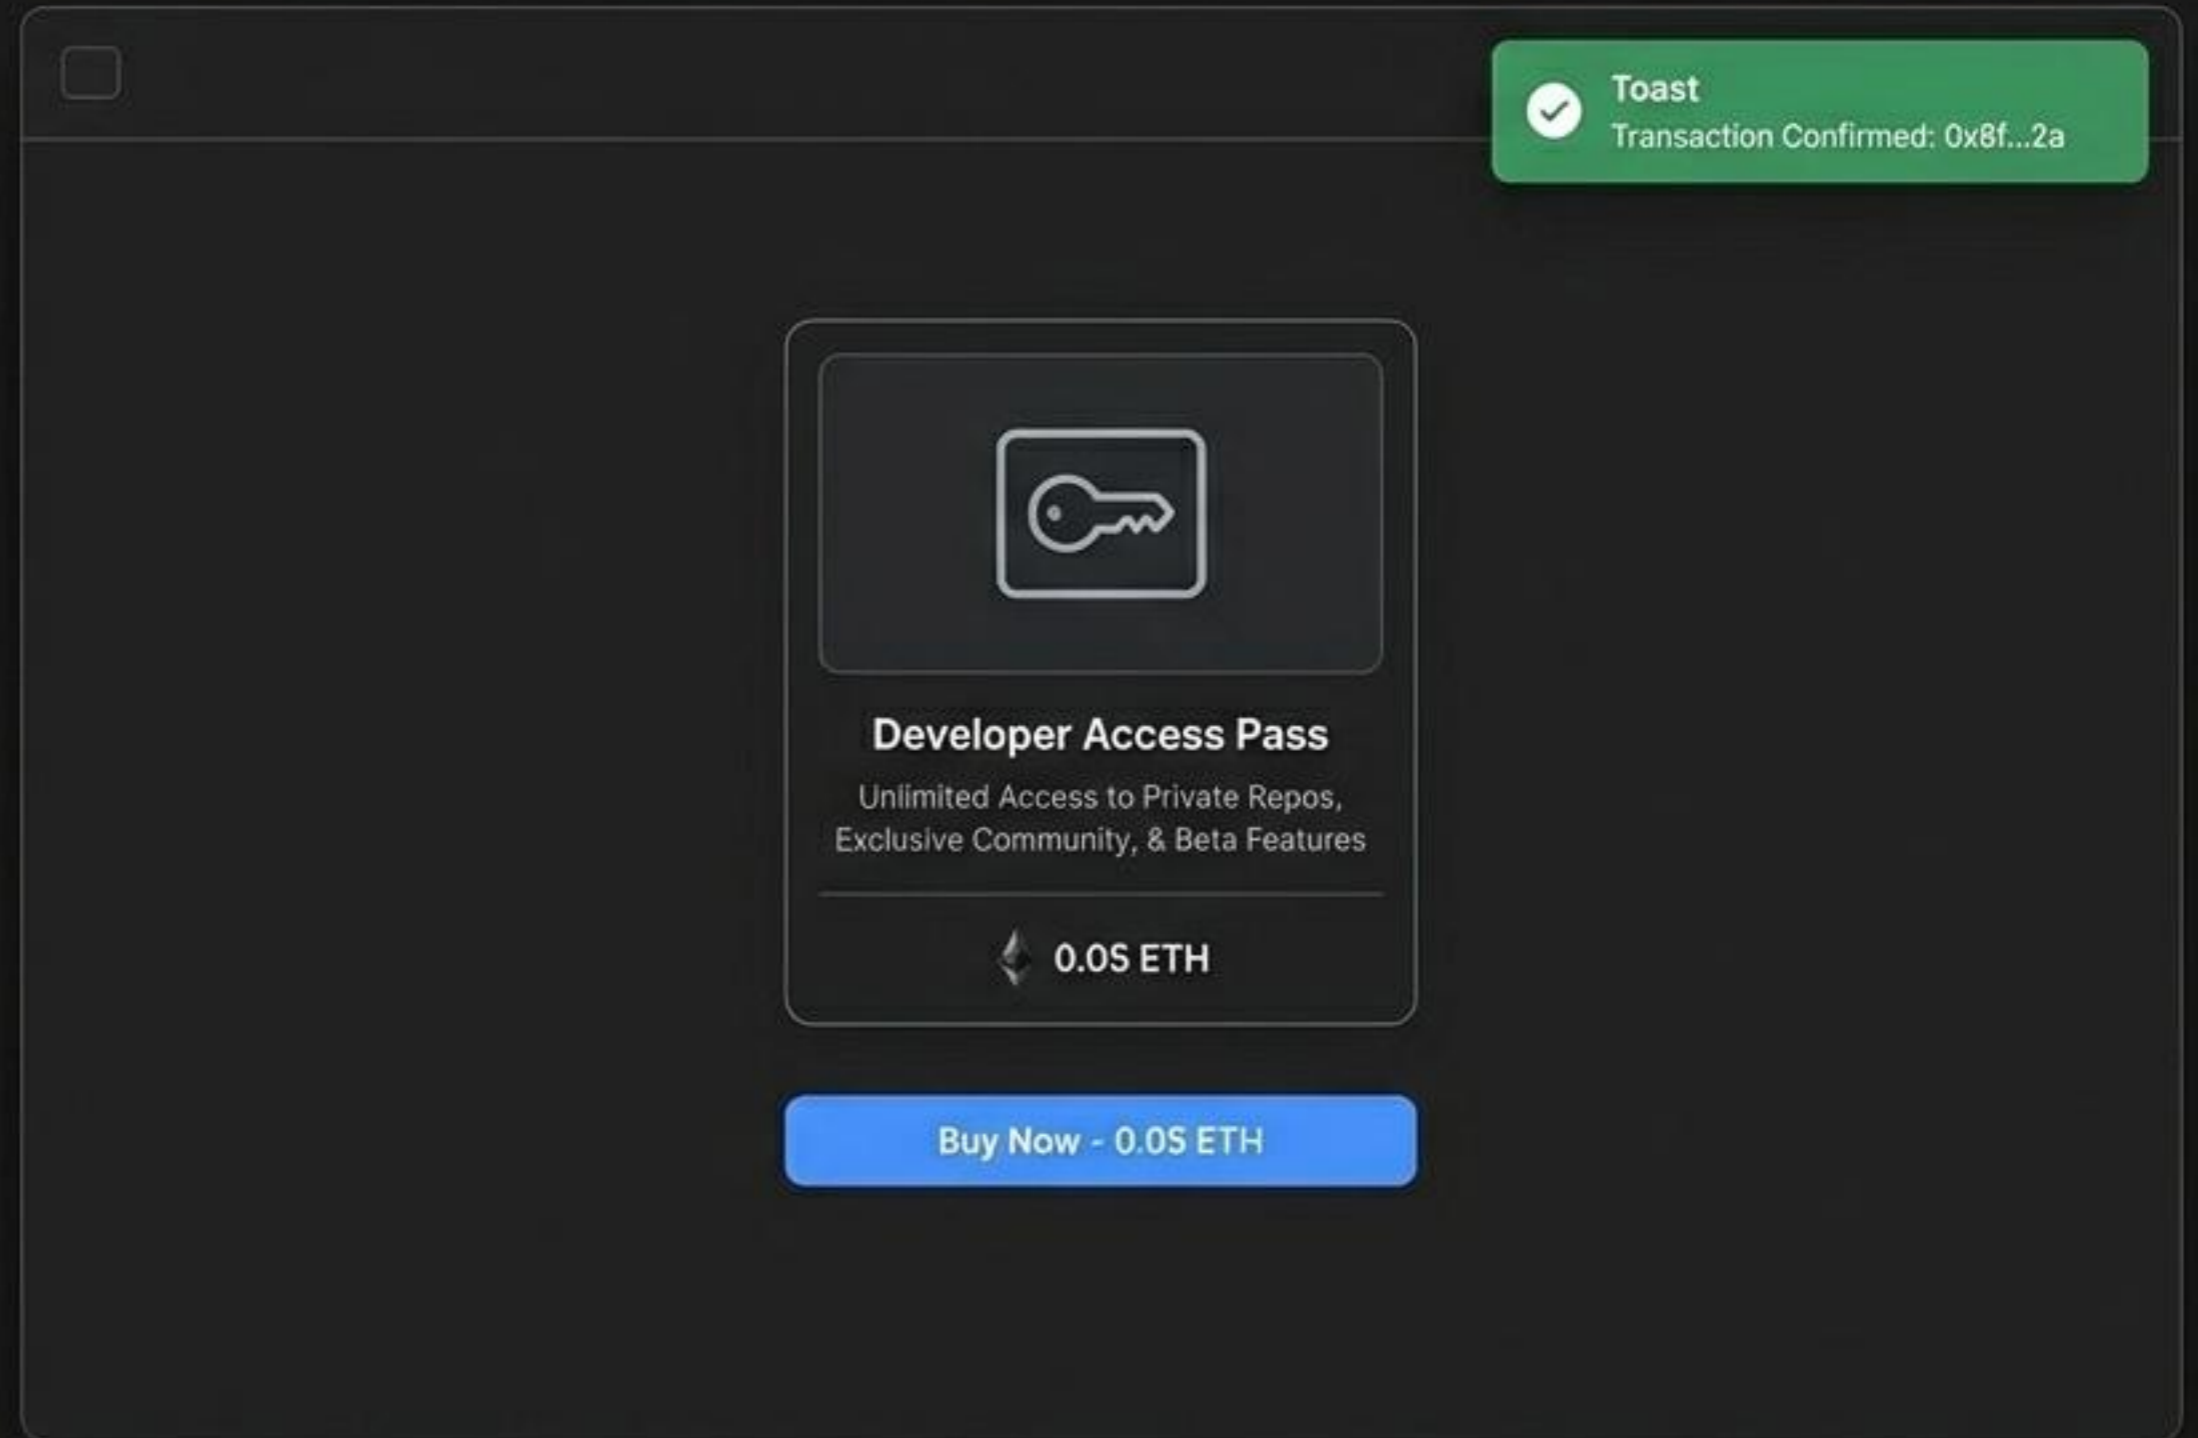 Toast
Transaction Confirmed: 0x8f...2a
Developer Access Pass
Unlimited Access to Private Repos,
Exclusive Community, & Beta Features
0.0S ETH
Buy Now - 0.0S ETH